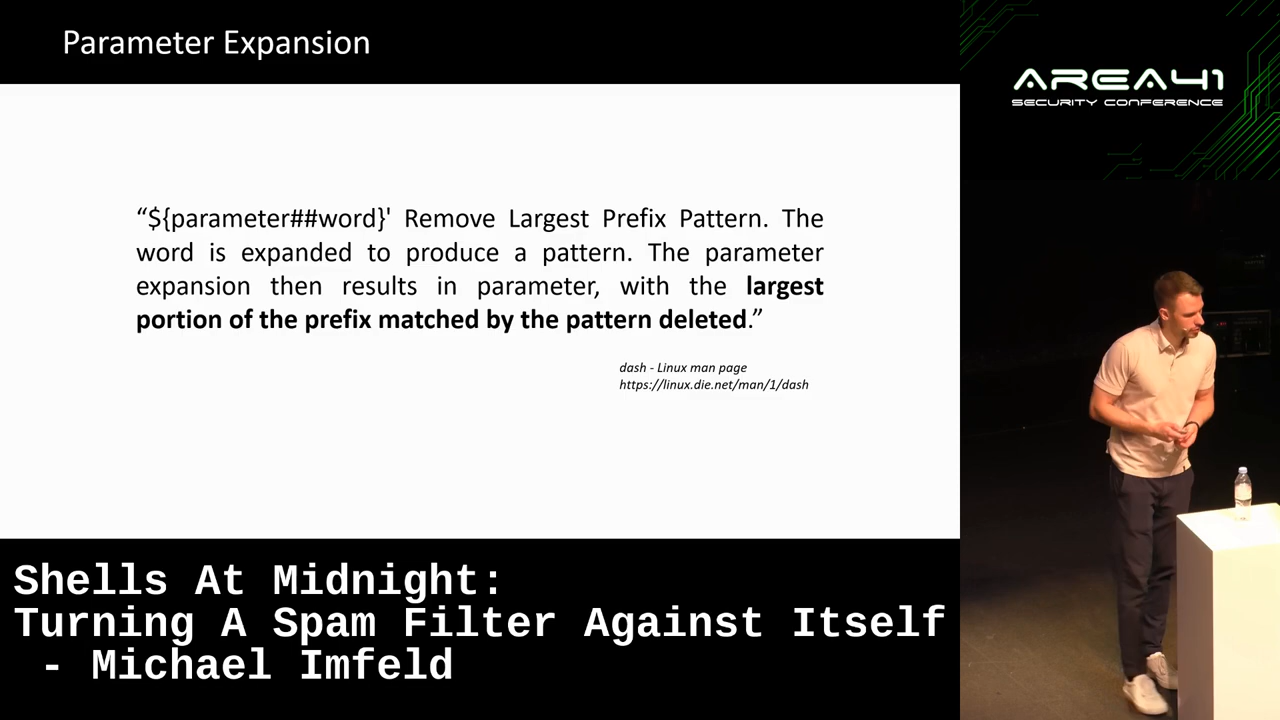 Parameter Expansion
AREA41
SECURITY CONFERENCE
“${parameter##word}' Remove Largest Prefix Pattern. The
word is expanded to produce a pattern. The parameter
expansion then results in parameter, with the largest
portion of the prefix matched by the pattern deleted.”
dash - Linux man page
https://linux.die.net/man/1/dash
Shells At Midnight:
Turning A Spam Filter Against Itself
- Michael Imfeld